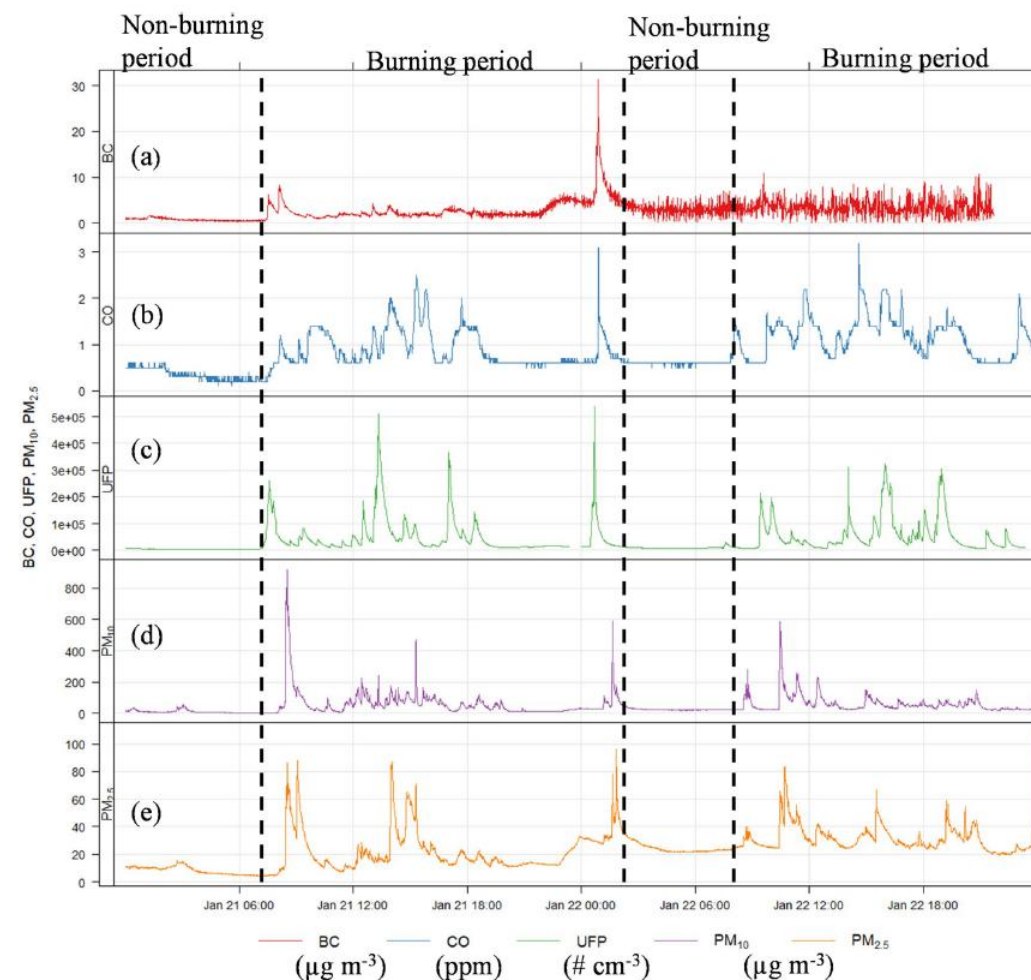 Non-burning
period
Burning period
Non-burning
period
Burning period
BC, CO, UFP, PM10, PM2.5
BC
30
20
10
0
(a)
CO
3
2
1
0
(b)
UFP
5e+05
4e+05
3e+05
2e+05
1e+05
0e+00
(c)
PM10
800
600
400
200
0
(d)
PM2.5
100
80
60
40
20
0
(e)
Jan 21 06:00 Jan 21 12:00 Jan 21 18:00 Jan 22 00:00 Jan 22 06:00 Jan 22 12:00 Jan 22 18:00
BC CO UFP PM10 PM2.5
(µg m-3) (ppm) (# cm-3) (µg m-3)